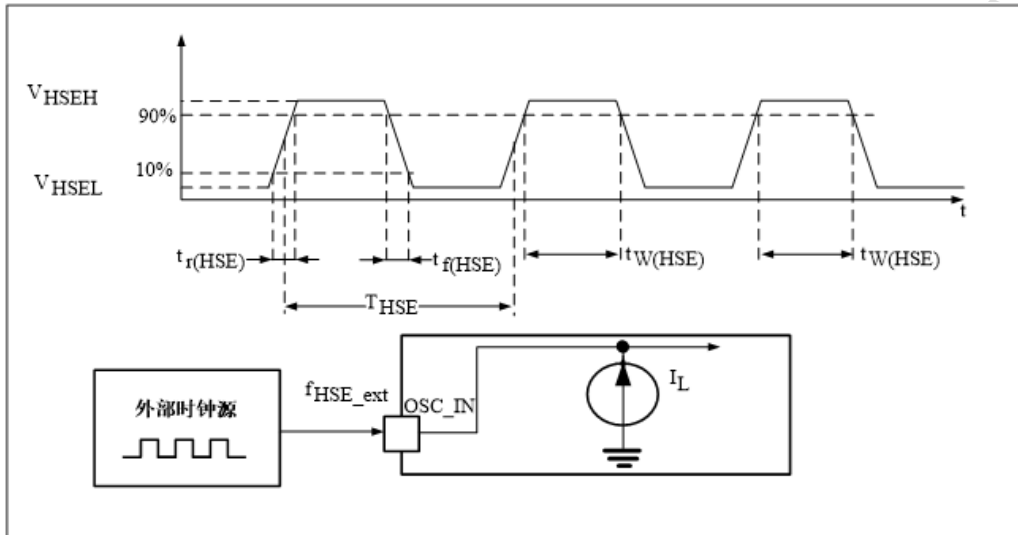 VHSEH
90%
10%
VHSEL
t
tr(HSE)
tf(HSE)
tW(HSE)
tW(HSE)
THSE
外部时钟源
fHSE_ext
OSC_IN
IL